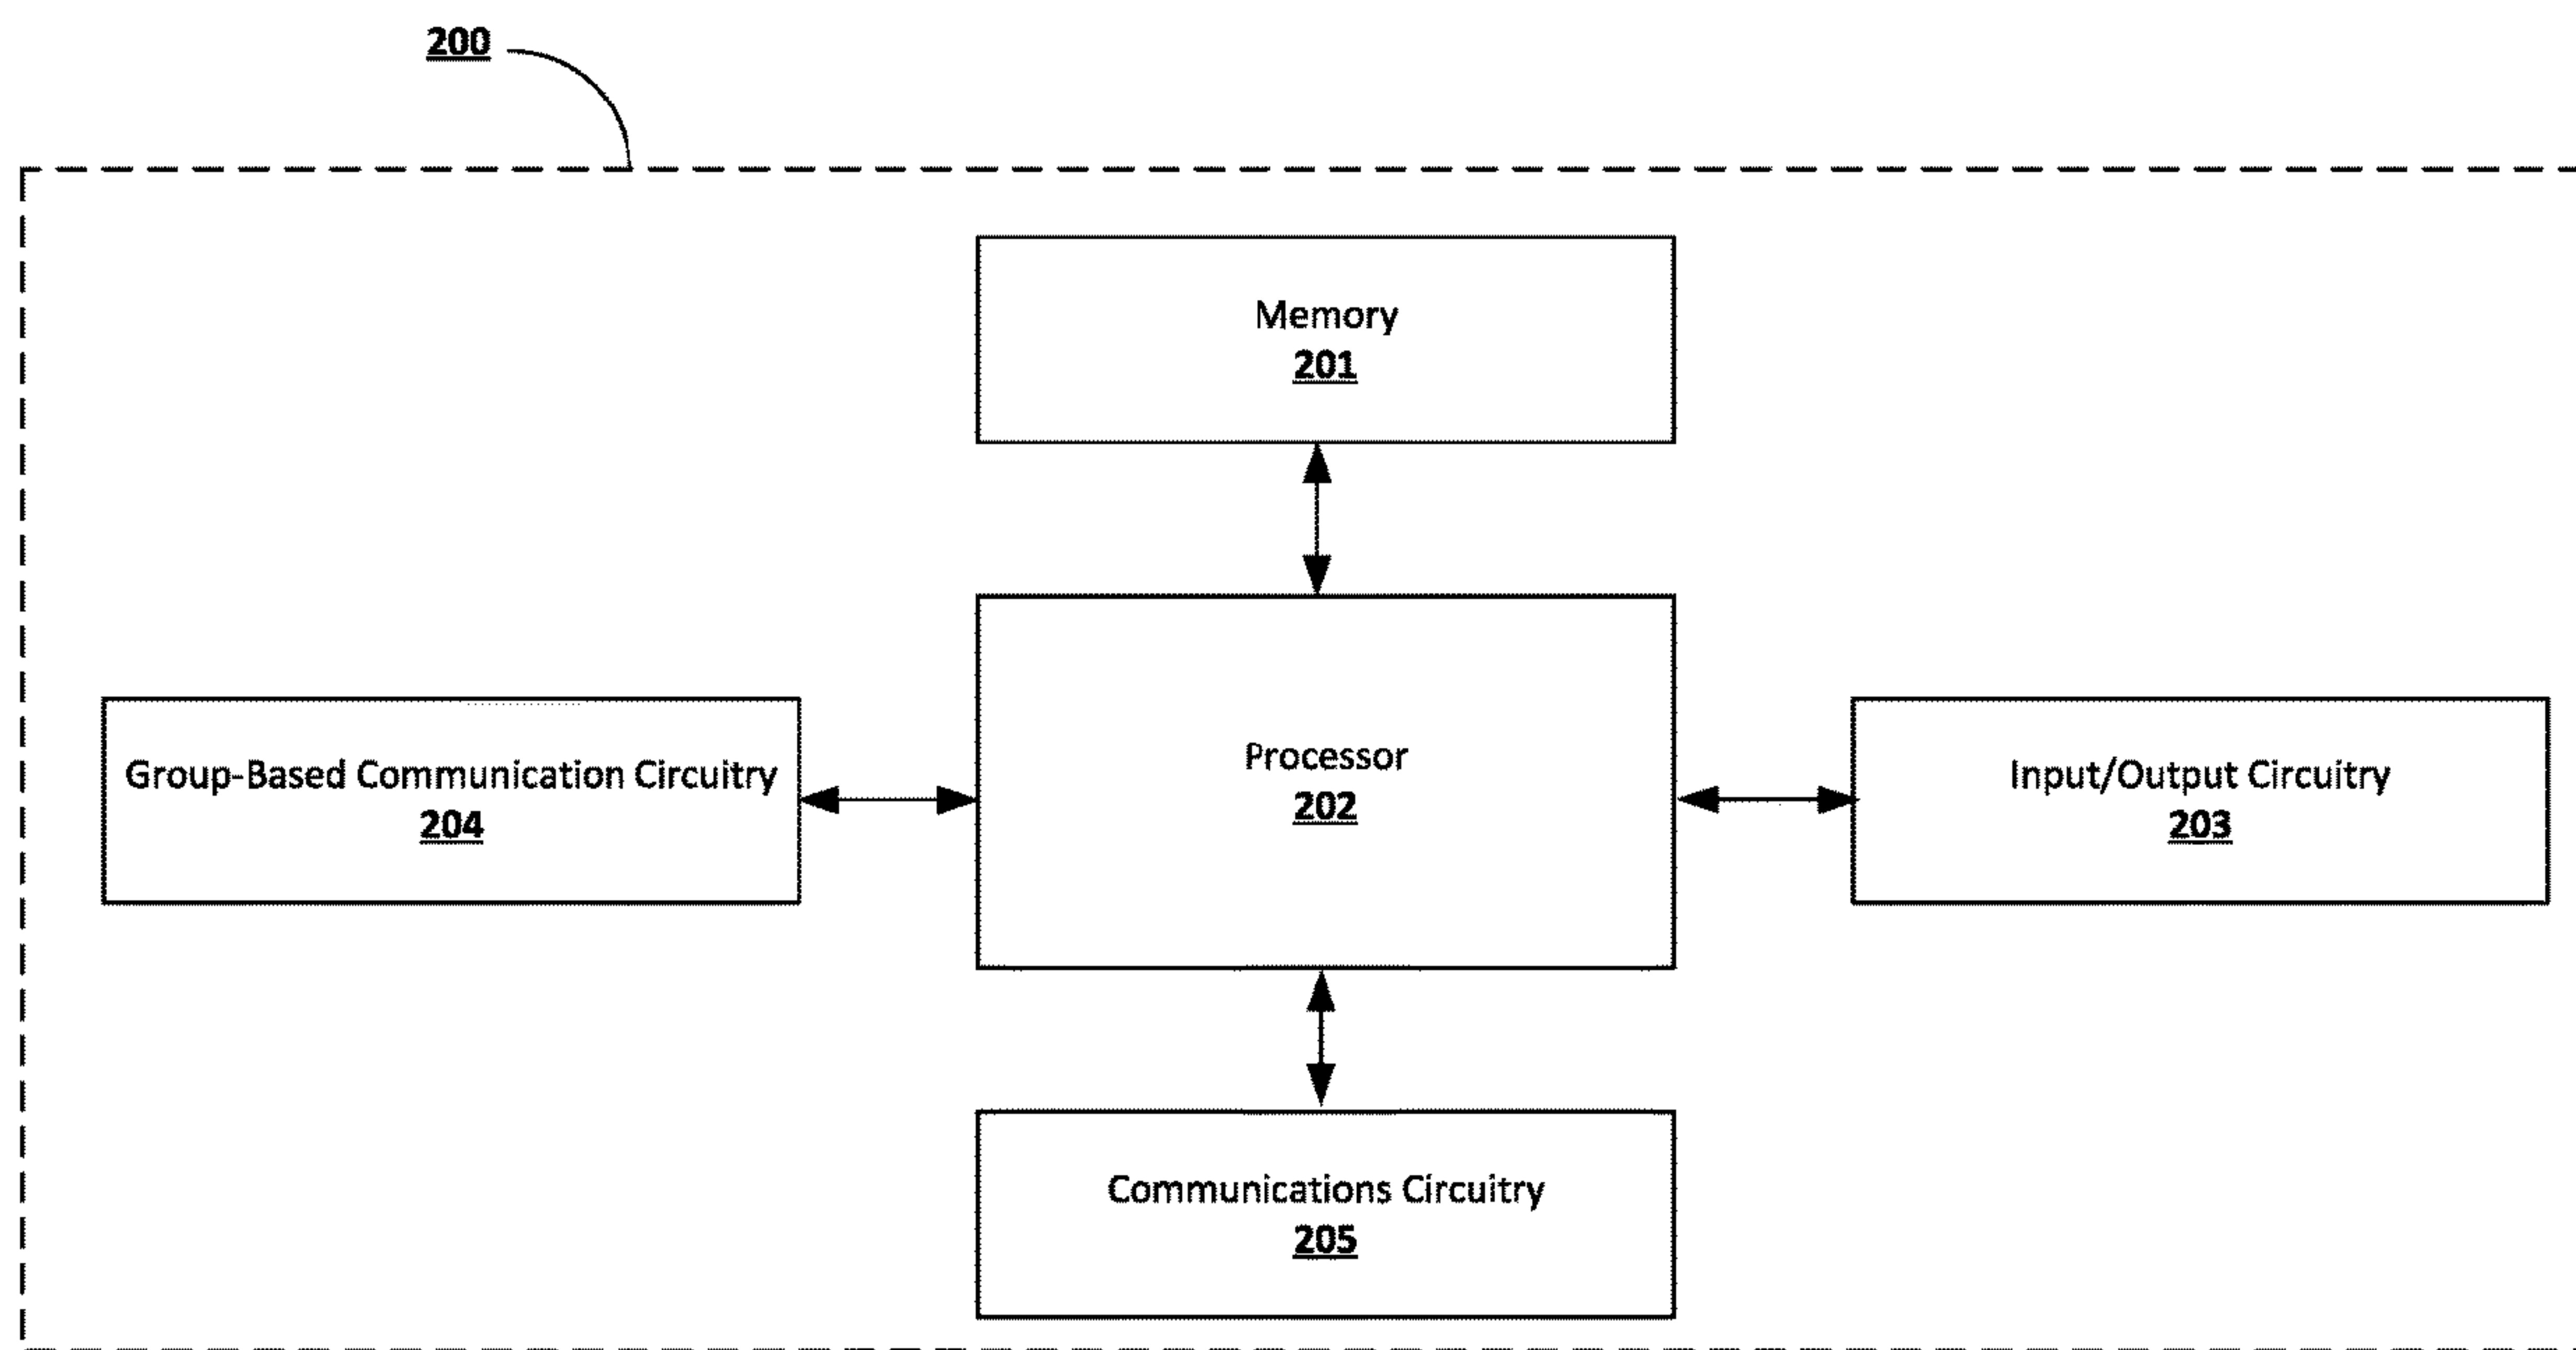 200
Memory
201
Processor
202
Group-Based Communication Circuitry
204
Input/Output Circuitry
203
Communications Circuitry
205